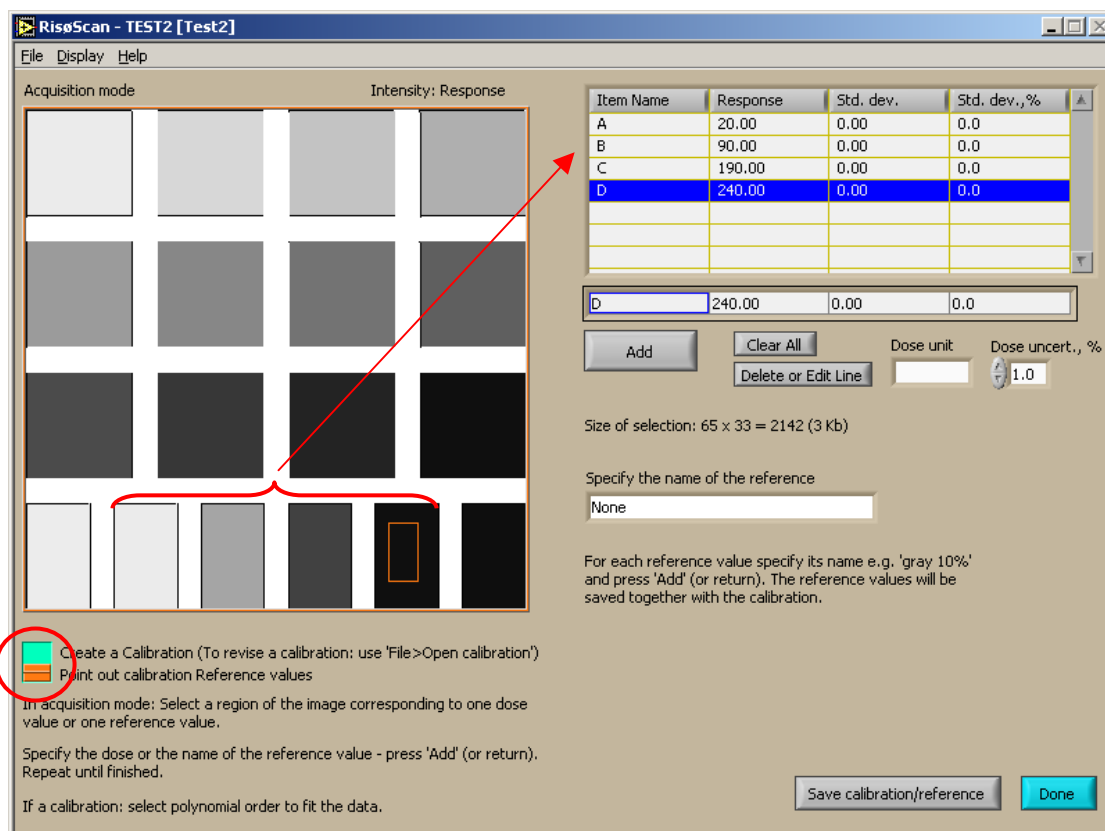 RisøScan - TEST2 [Test2]
File Display Help
Acquisition mode Intensity: Response
Item Name Response Std. dev. Std. dev.,%
A 20.00 0.00 0.0
B 90.00 0.00 0.0
C 190.00 0.00 0.0
D 240.00 0.00 0.0
D 240.00 0.00 0.0
Add Clear All Dose unit Dose uncert., %
Delete or Edit Line 1.0
Size of selection: 65 x 33 = 2142 (3 Kb)
Specify the name of the reference
None
For each reference value specify its name e.g. 'gray 10%'
and press 'Add' (or return). The reference values will be
saved together with the calibration.
Create a Calibration (To revise a calibration: use 'File>Open calibration')
Point out calibration Reference values
In acquisition mode: Select a region of the image corresponding to one dose
value or one reference value.
Specify the dose or the name of the reference value - press 'Add' (or return).
Repeat until finished.
If a calibration: select polynomial order to fit the data.
Save calibration/reference Done